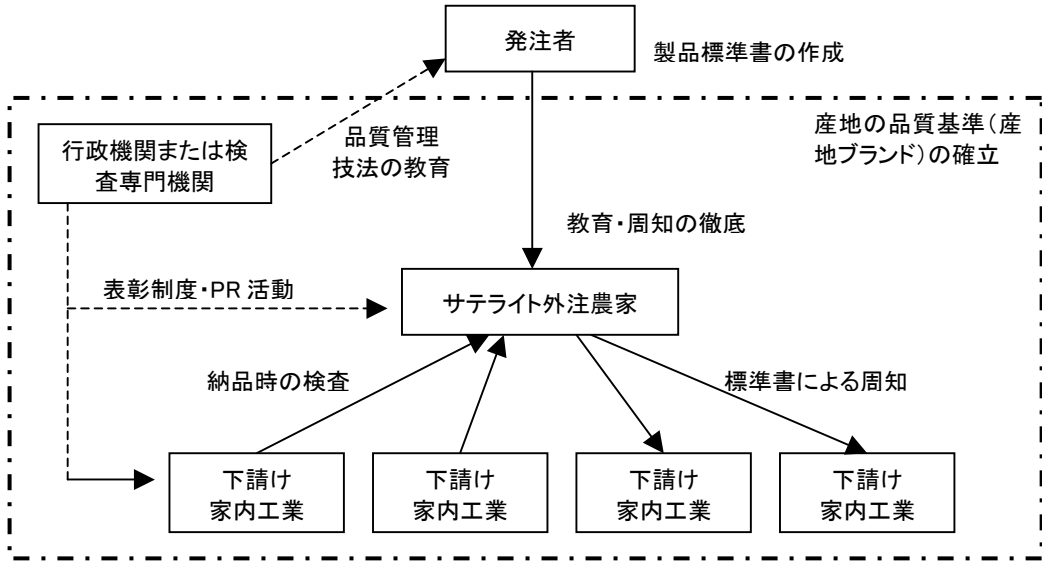 発注者
製品標準書の作成
産地の品質基準(産
地ブランド)の確立
行政機関または検
査専門機関
品質管理
技法の教育
教育・周知の徹底
表彰制度・PR 活動
サテライト外注農家
納品時の検査
標準書による周知
下請け
家内工業
下請け
家内工業
下請け
家内工業
下請け
家内工業